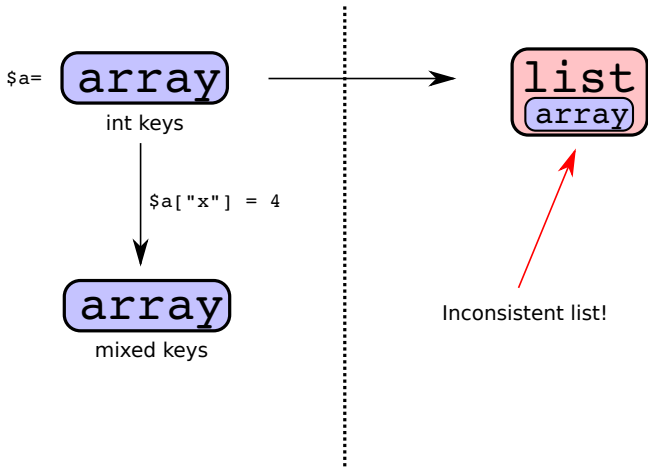 $a=
array
int keys
$a["x"] = 4
array
mixed keys
list
array
Inconsistent list!